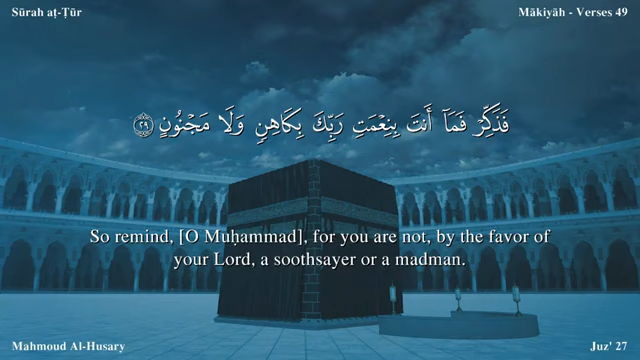 Sūrah aṭ-Ṭūr
Mākiyāh - Verses 49
فَذَكِّرْ فَمَآ أَنتَ بِنِعْمَتِ رَبِّكَ بِكَاهِنٍ وَلَا مَجْنُونٍ ٢٩
So remind, [O Muḥammad], for you are not, by the favor of
your Lord, a soothsayer or a madman.
Mahmoud Al-Husary
Juz' 27